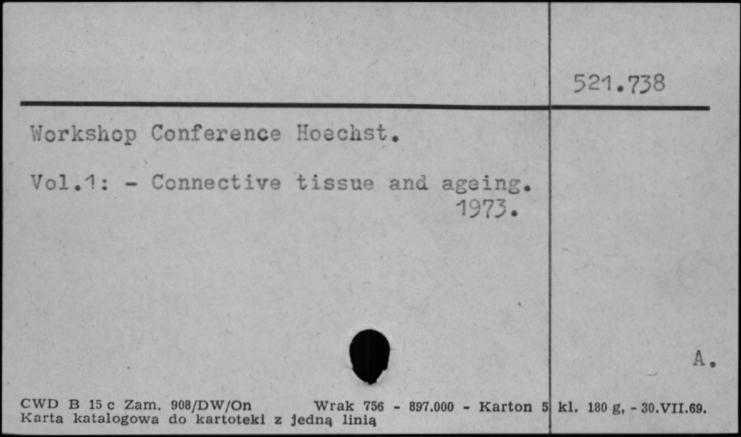 521.738
Workshop Conference Hoechst.
Vol.1: - Connective tissue and ageing.
1973.
A.
CWD B 15 c Zam. 908/DW/On Wrak 756 - 897.000 - Karton 5 kl. 180 g, - 30.VII.69.
Karta katalogowa do kartoteki z jedną linią